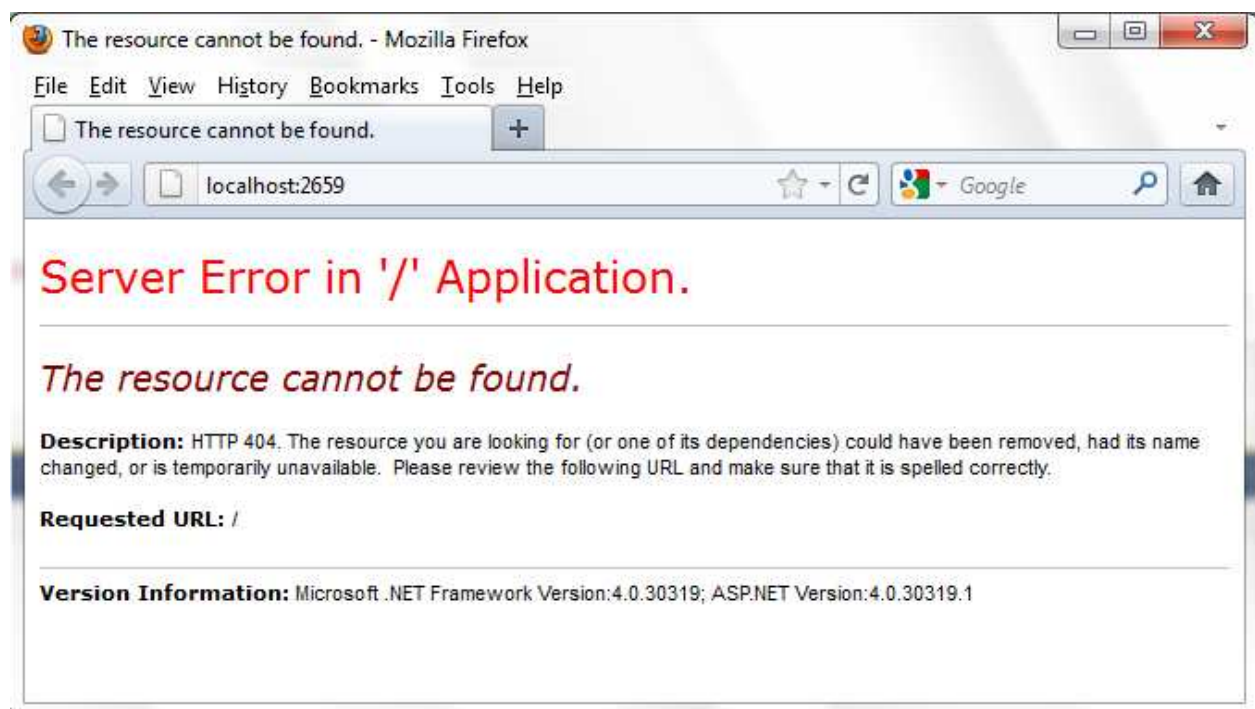 The resource cannot be found. - Mozilla Firefox
File Edit View History Bookmarks Tools Help
The resource cannot be found.
localhost:2659
Google
Server Error in '/' Application.
The resource cannot be found.
Description: HTTP 404. The resource you are looking for (or one of its dependencies) could have been removed, had its name
changed, or is temporarily unavailable.  Please review the following URL and make sure that it is spelled correctly.
Requested URL: /
Version Information: Microsoft .NET Framework Version:4.0.30319; ASP.NET Version:4.0.30319.1